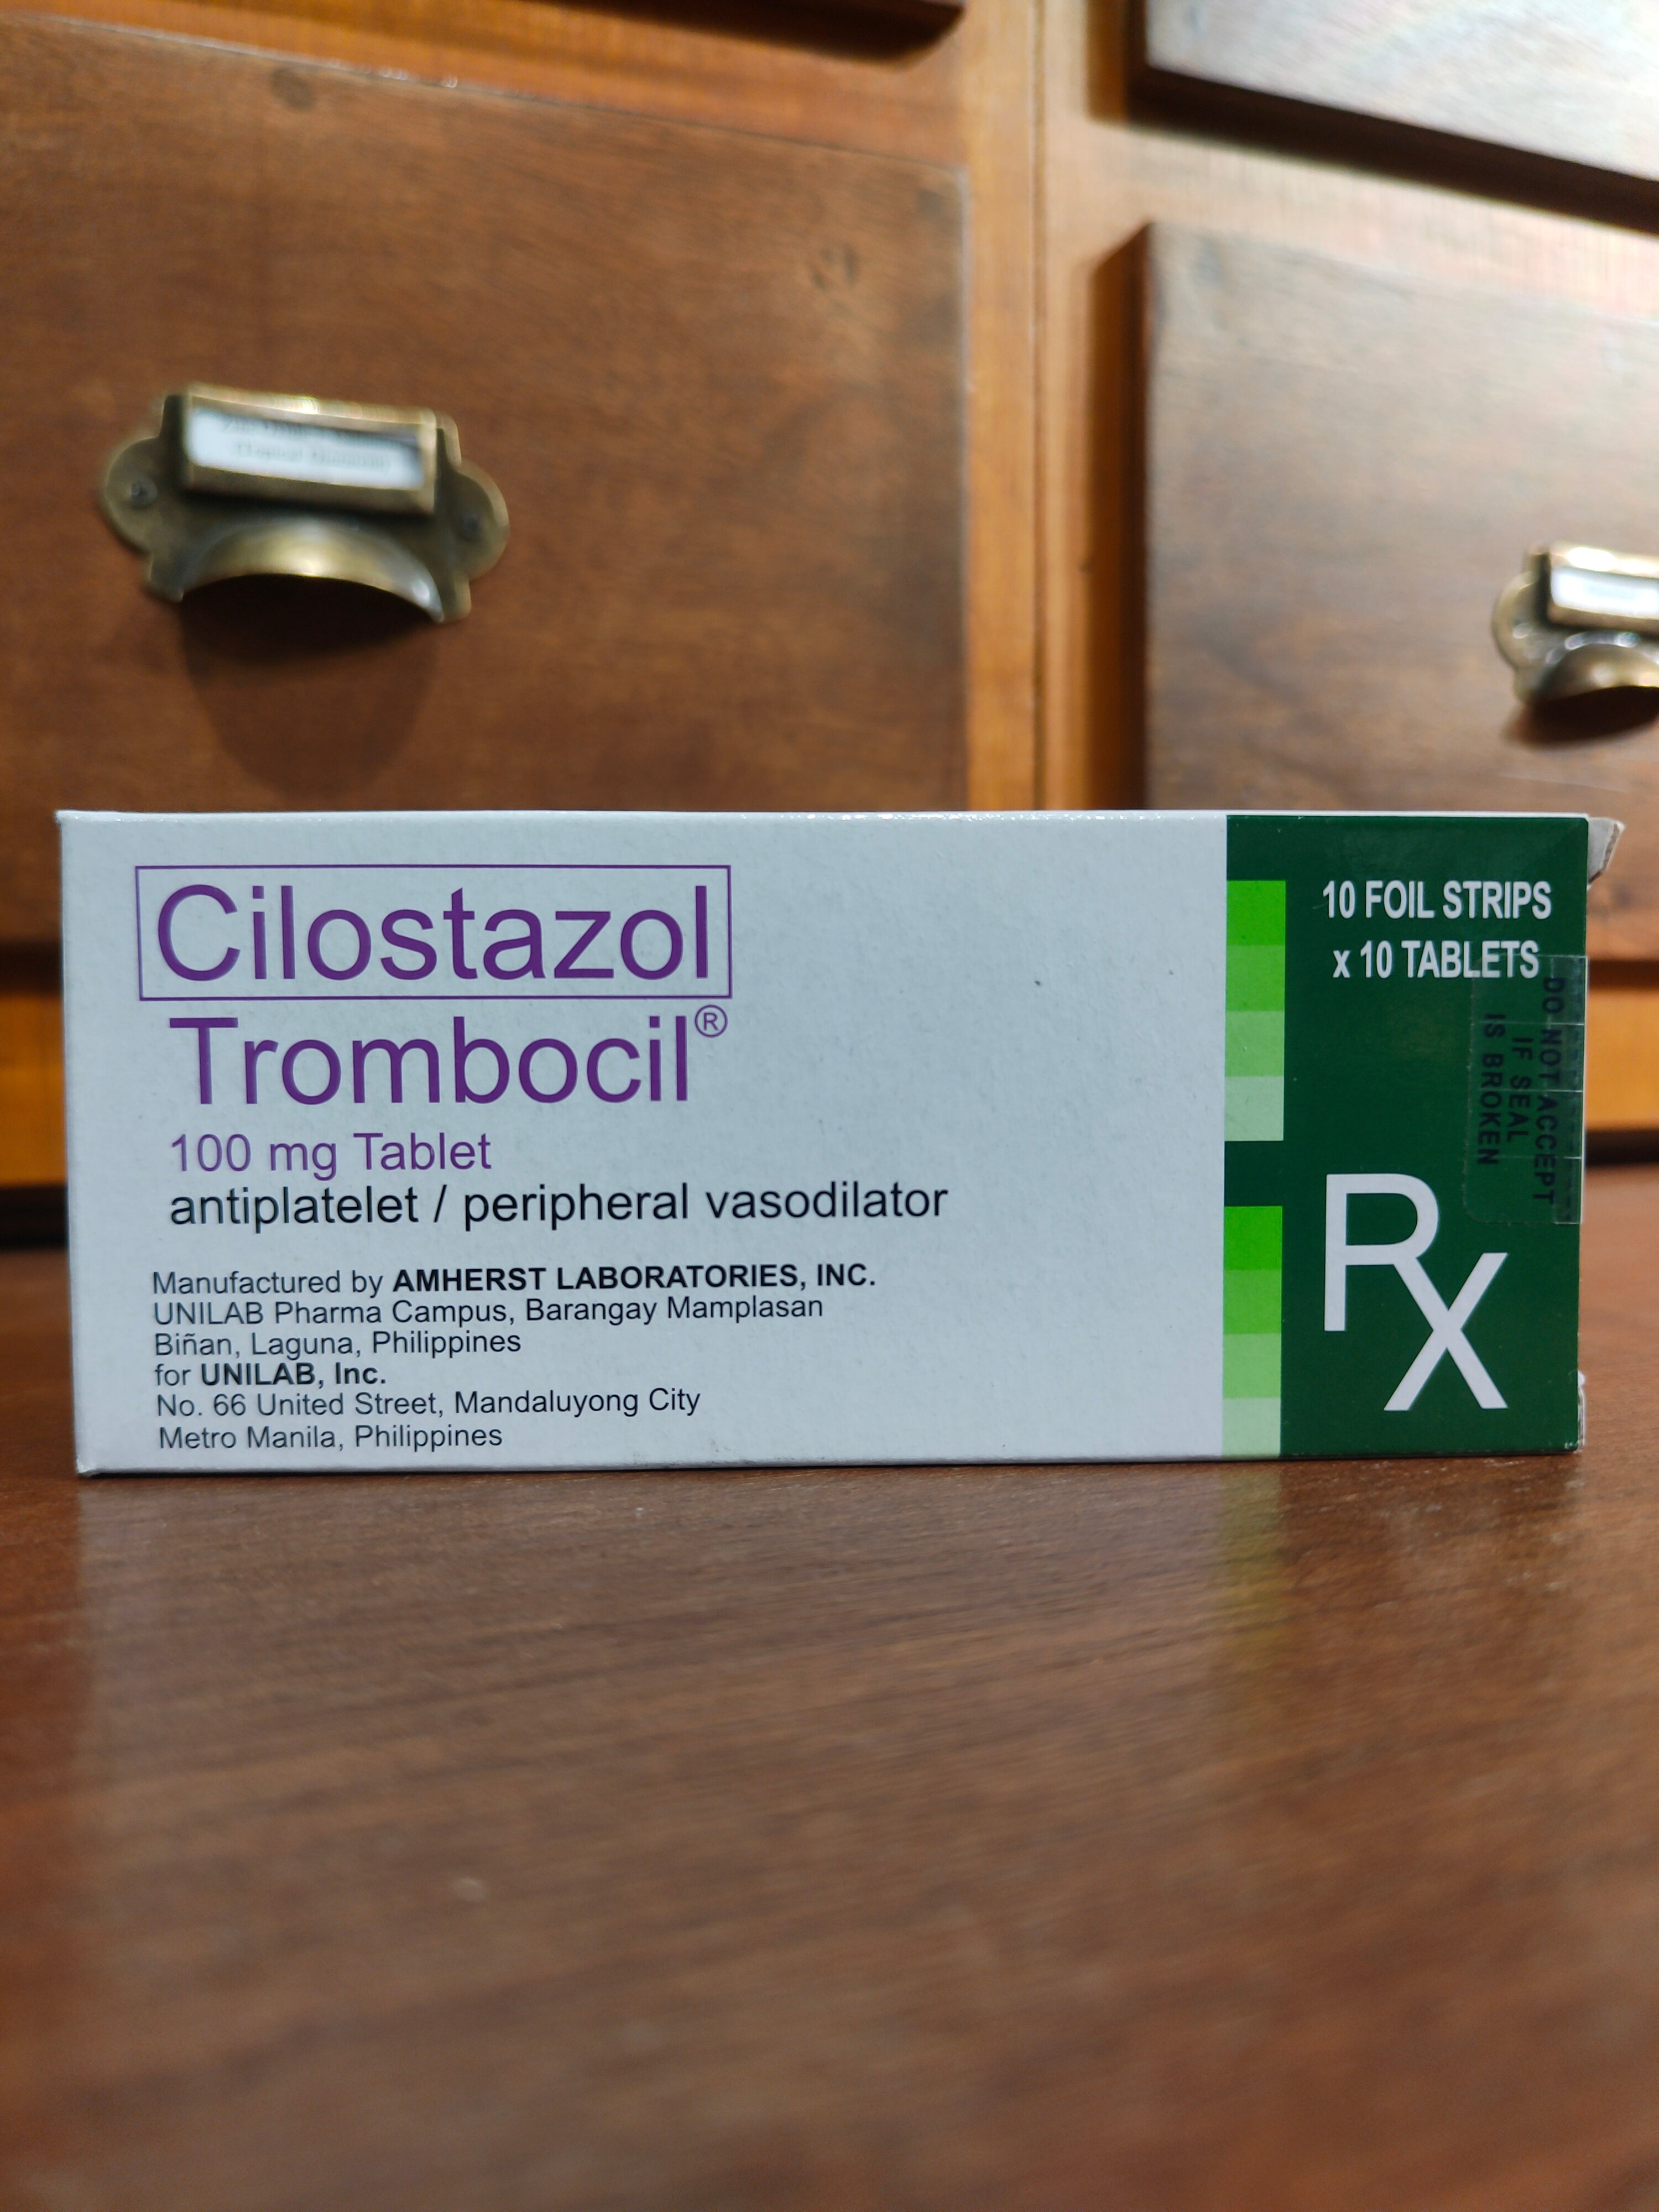 Cilostazol
Trombocil®
100 mg Tablet
antiplatelet / peripheral vasodilator
Manufactured by AMHERST LABORATORIES, INC.
UNILAB Pharma Campus, Barangay Mamplasan
Biñan, Laguna, Philippines
for UNILAB, Inc.
No. 66 United Street, Mandaluyong City
Metro Manila, Philippines
10 FOIL STRIPS
x 10 TABLETS
DO NOT ACCEPT
IF SEAL
IS BROKEN
Rx